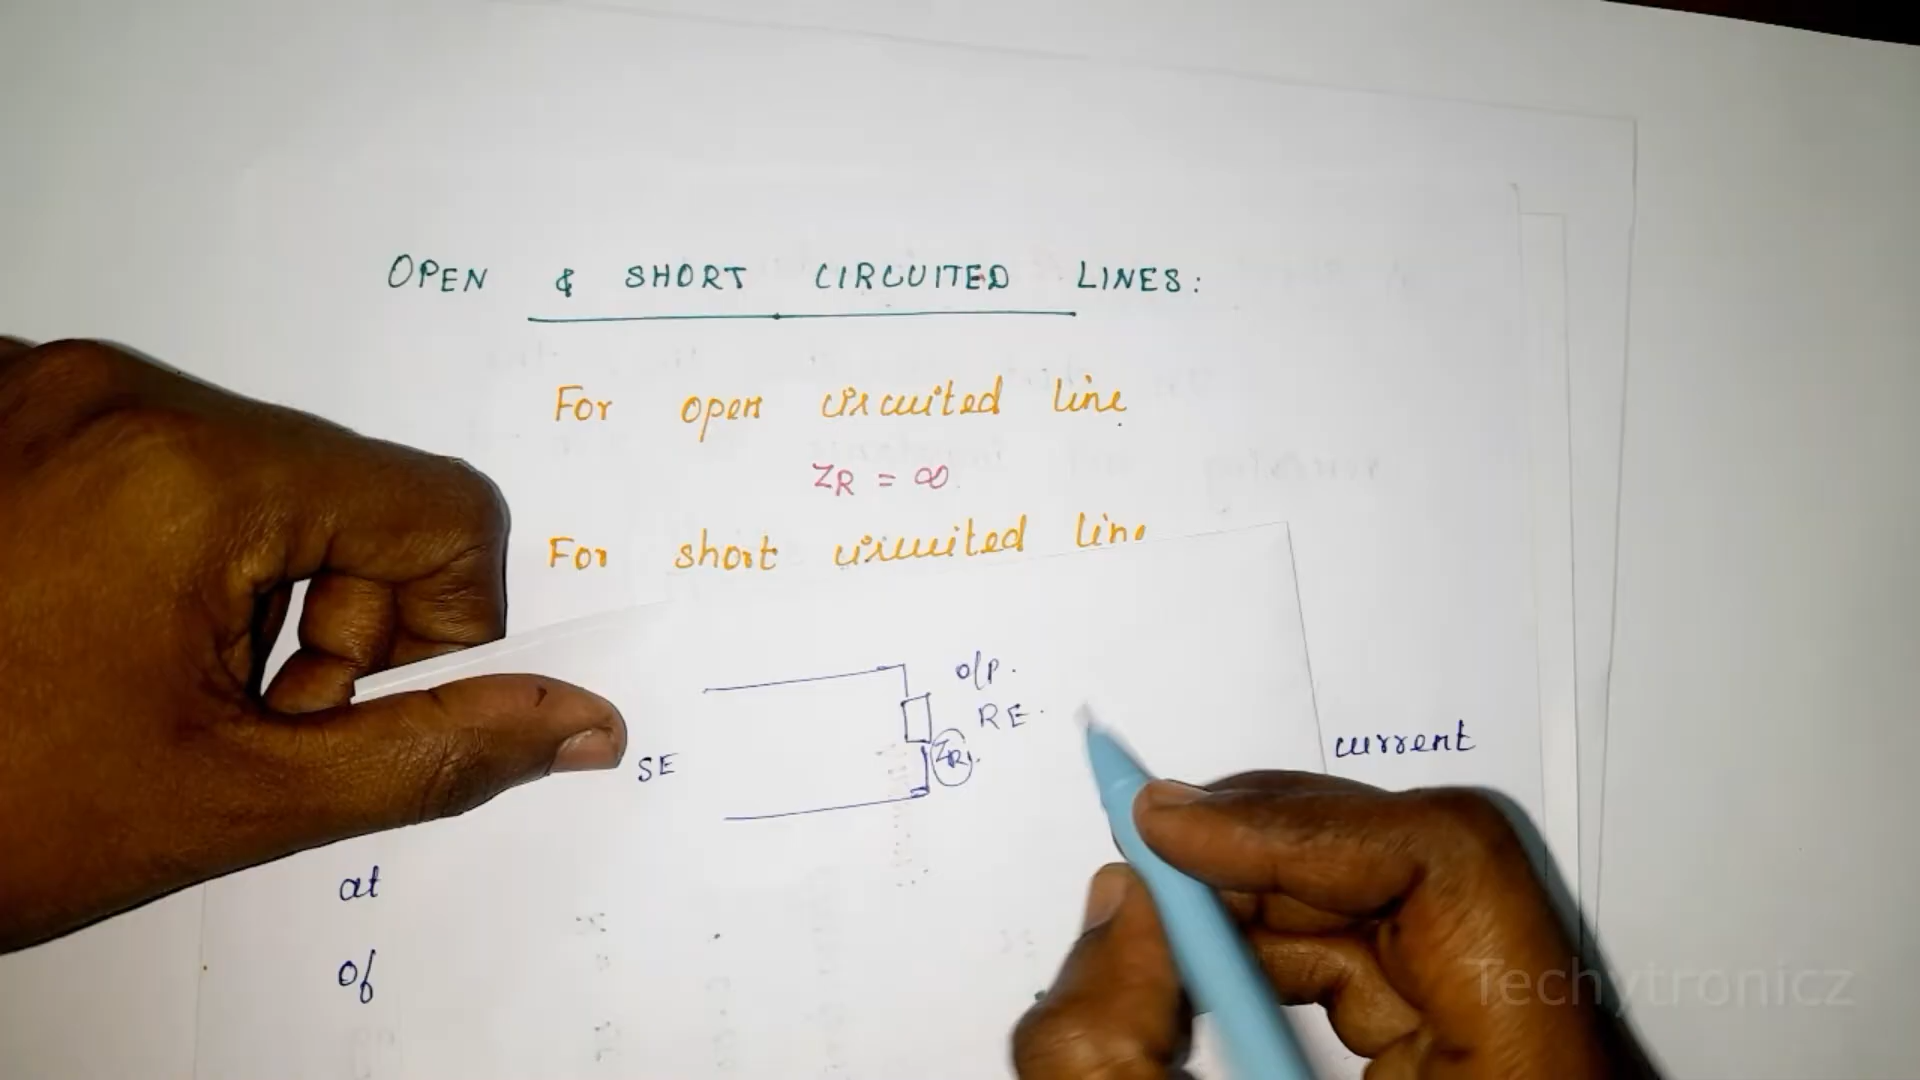 OPEN & SHORT CIRCUITED LINES:
For open circuited line
ZR = ∞
For short circuited line
O/P.
RE.
ZR
SE
current
at
of
Techytronicz